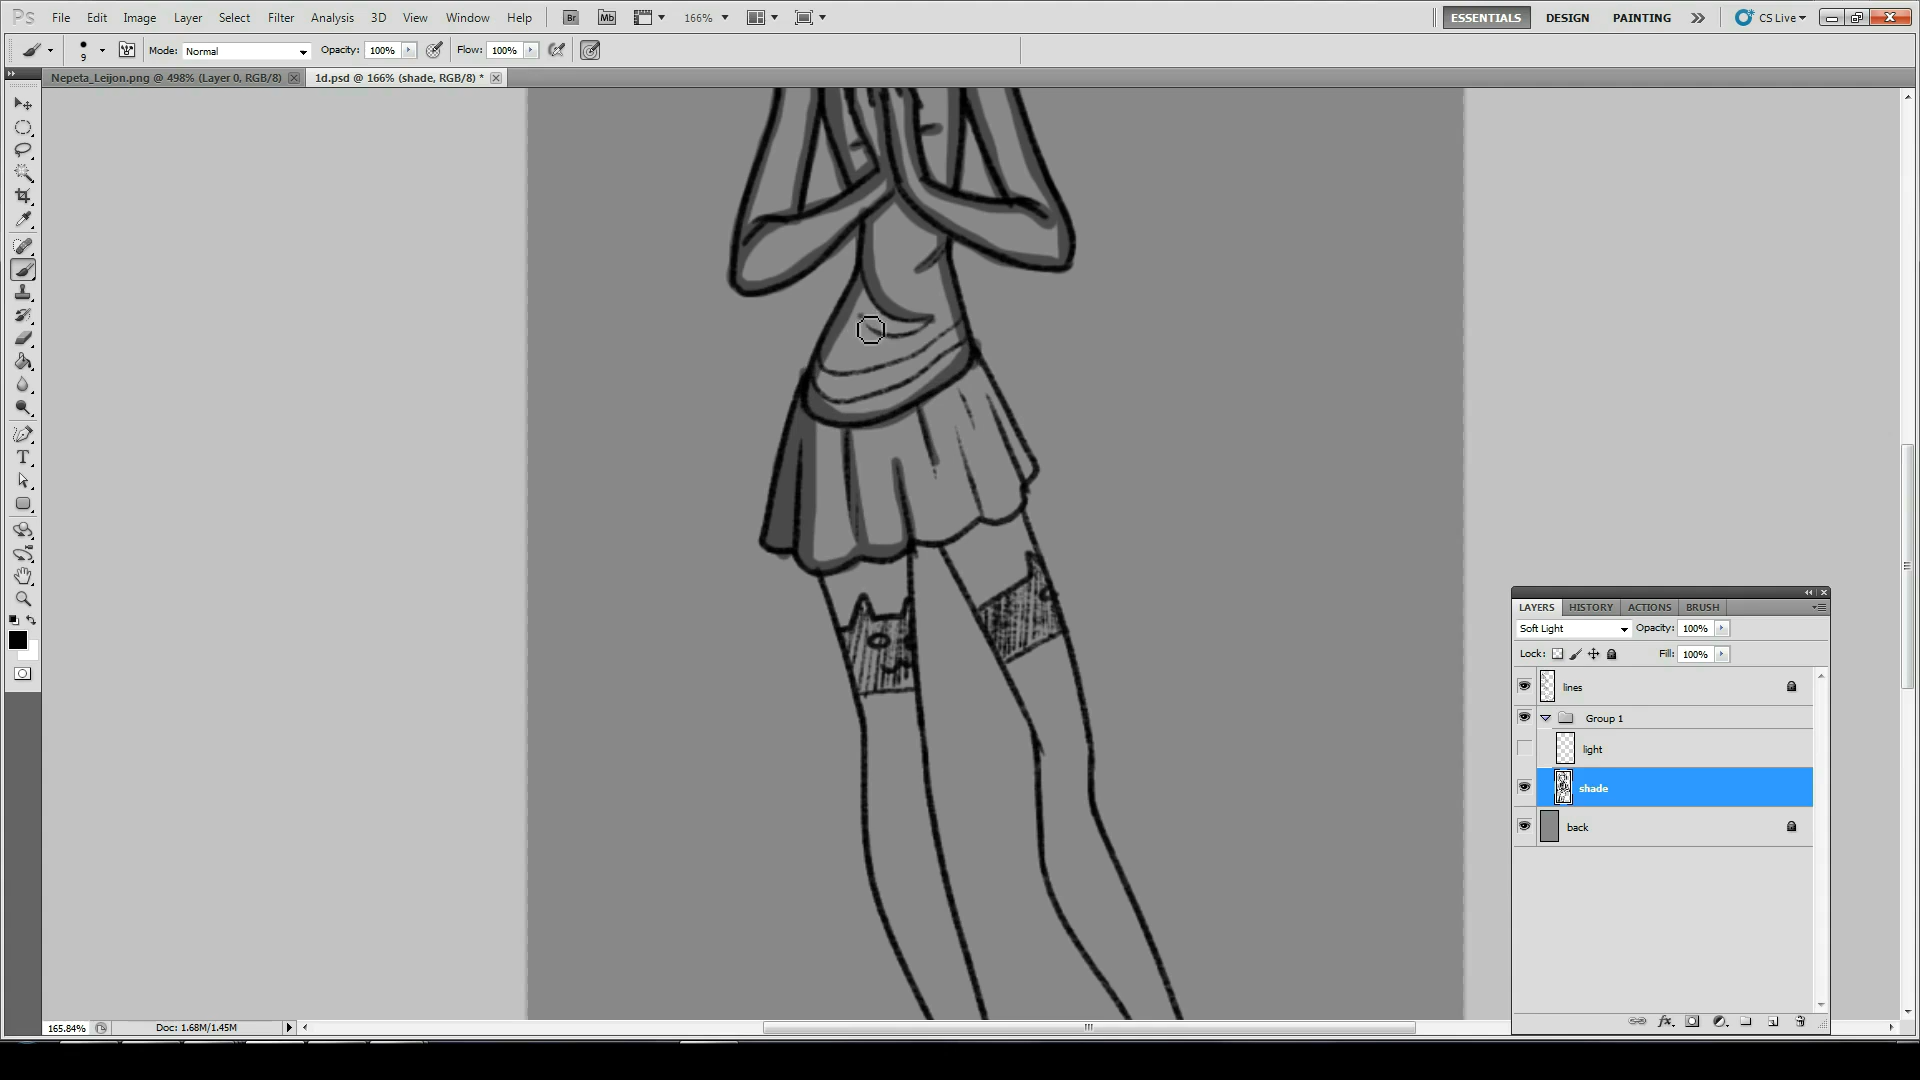 Ps File Edit Image Layer Select Filter Analysis 3D View Window Help Br Mb 166% ESSENTIALS DESIGN PAINTING CS Live
9 Mode: Normal Opacity: 100% Flow: 100%
Nepeta_Leijon.png @ 498% (Layer 0, RGB/8) 1d.psd @ 166% (shade, RGB/8) *
T
LAYERS HISTORY ACTIONS BRUSH
Soft Light Opacity: 100%
Lock: Fill: 100%
lines
Group 1
light
shade
back
fx
165.84% Doc: 1.68M/1.45M